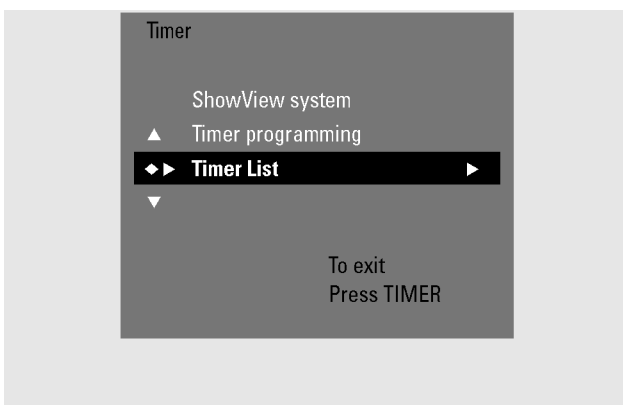 Timer
ShowView system
Timer programming
Timer List
To exit
Press TIMER